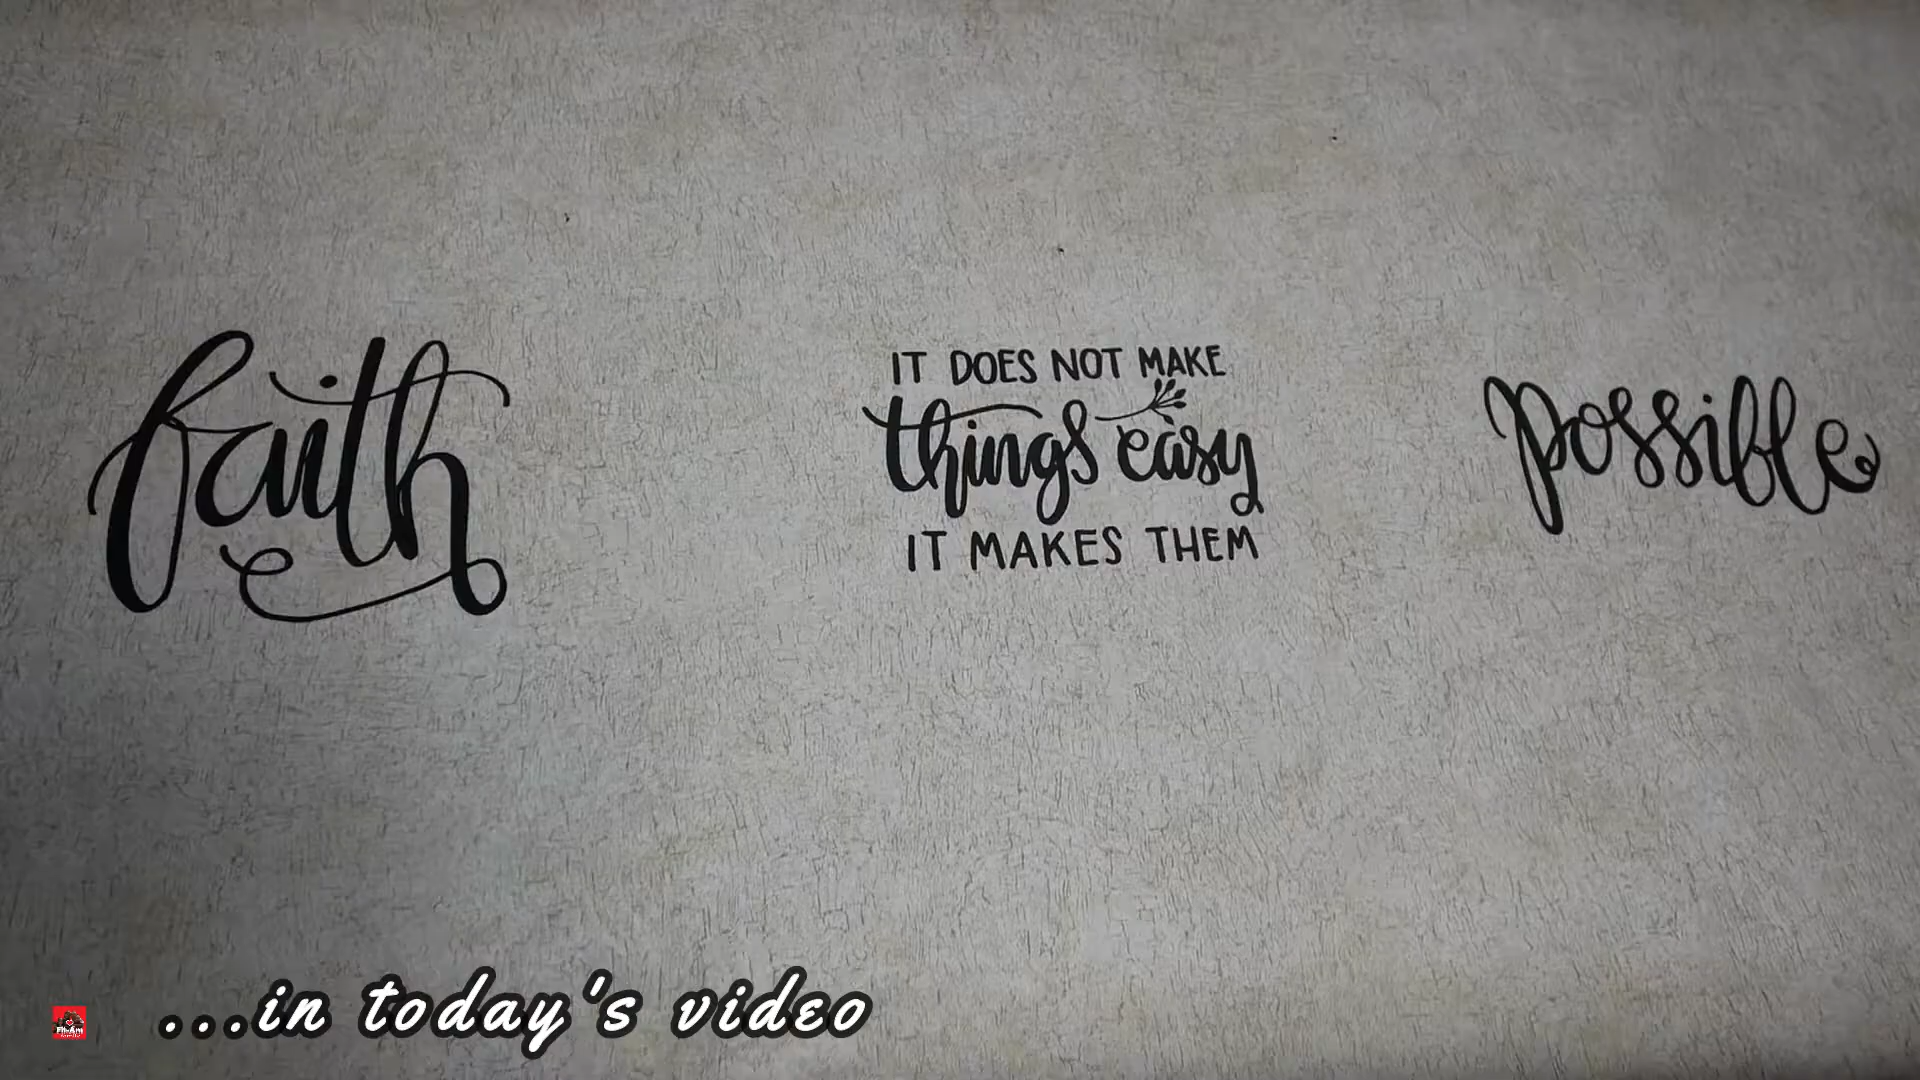 faith
IT DOES NOT MAKE
things easy
IT MAKES THEM
possible
...in today's video